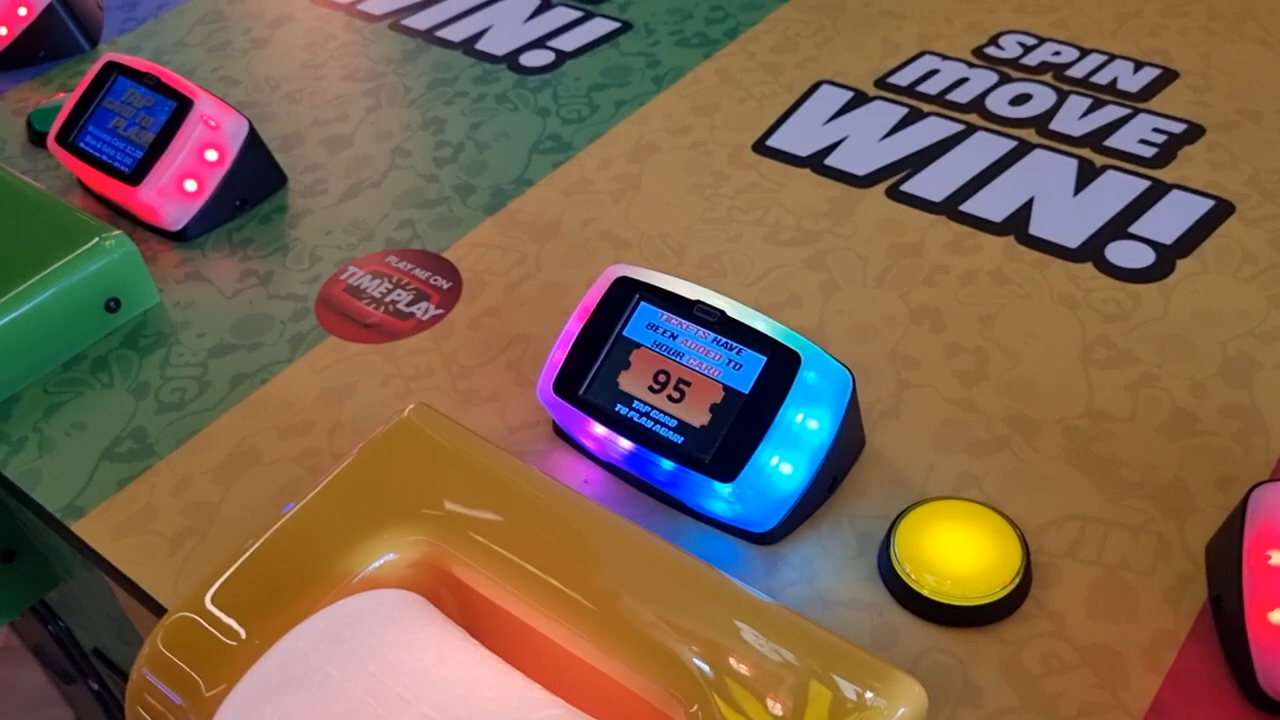 WIN!
SPIN
MOVE
WIN!
TAP
CARD TO
PLAY
PLAY ME ON
TIME PLAY
TICKETS HAVE
BEEN ADDED TO
YOUR CARD
95
TAP CARD
TO PLAY AGAIN